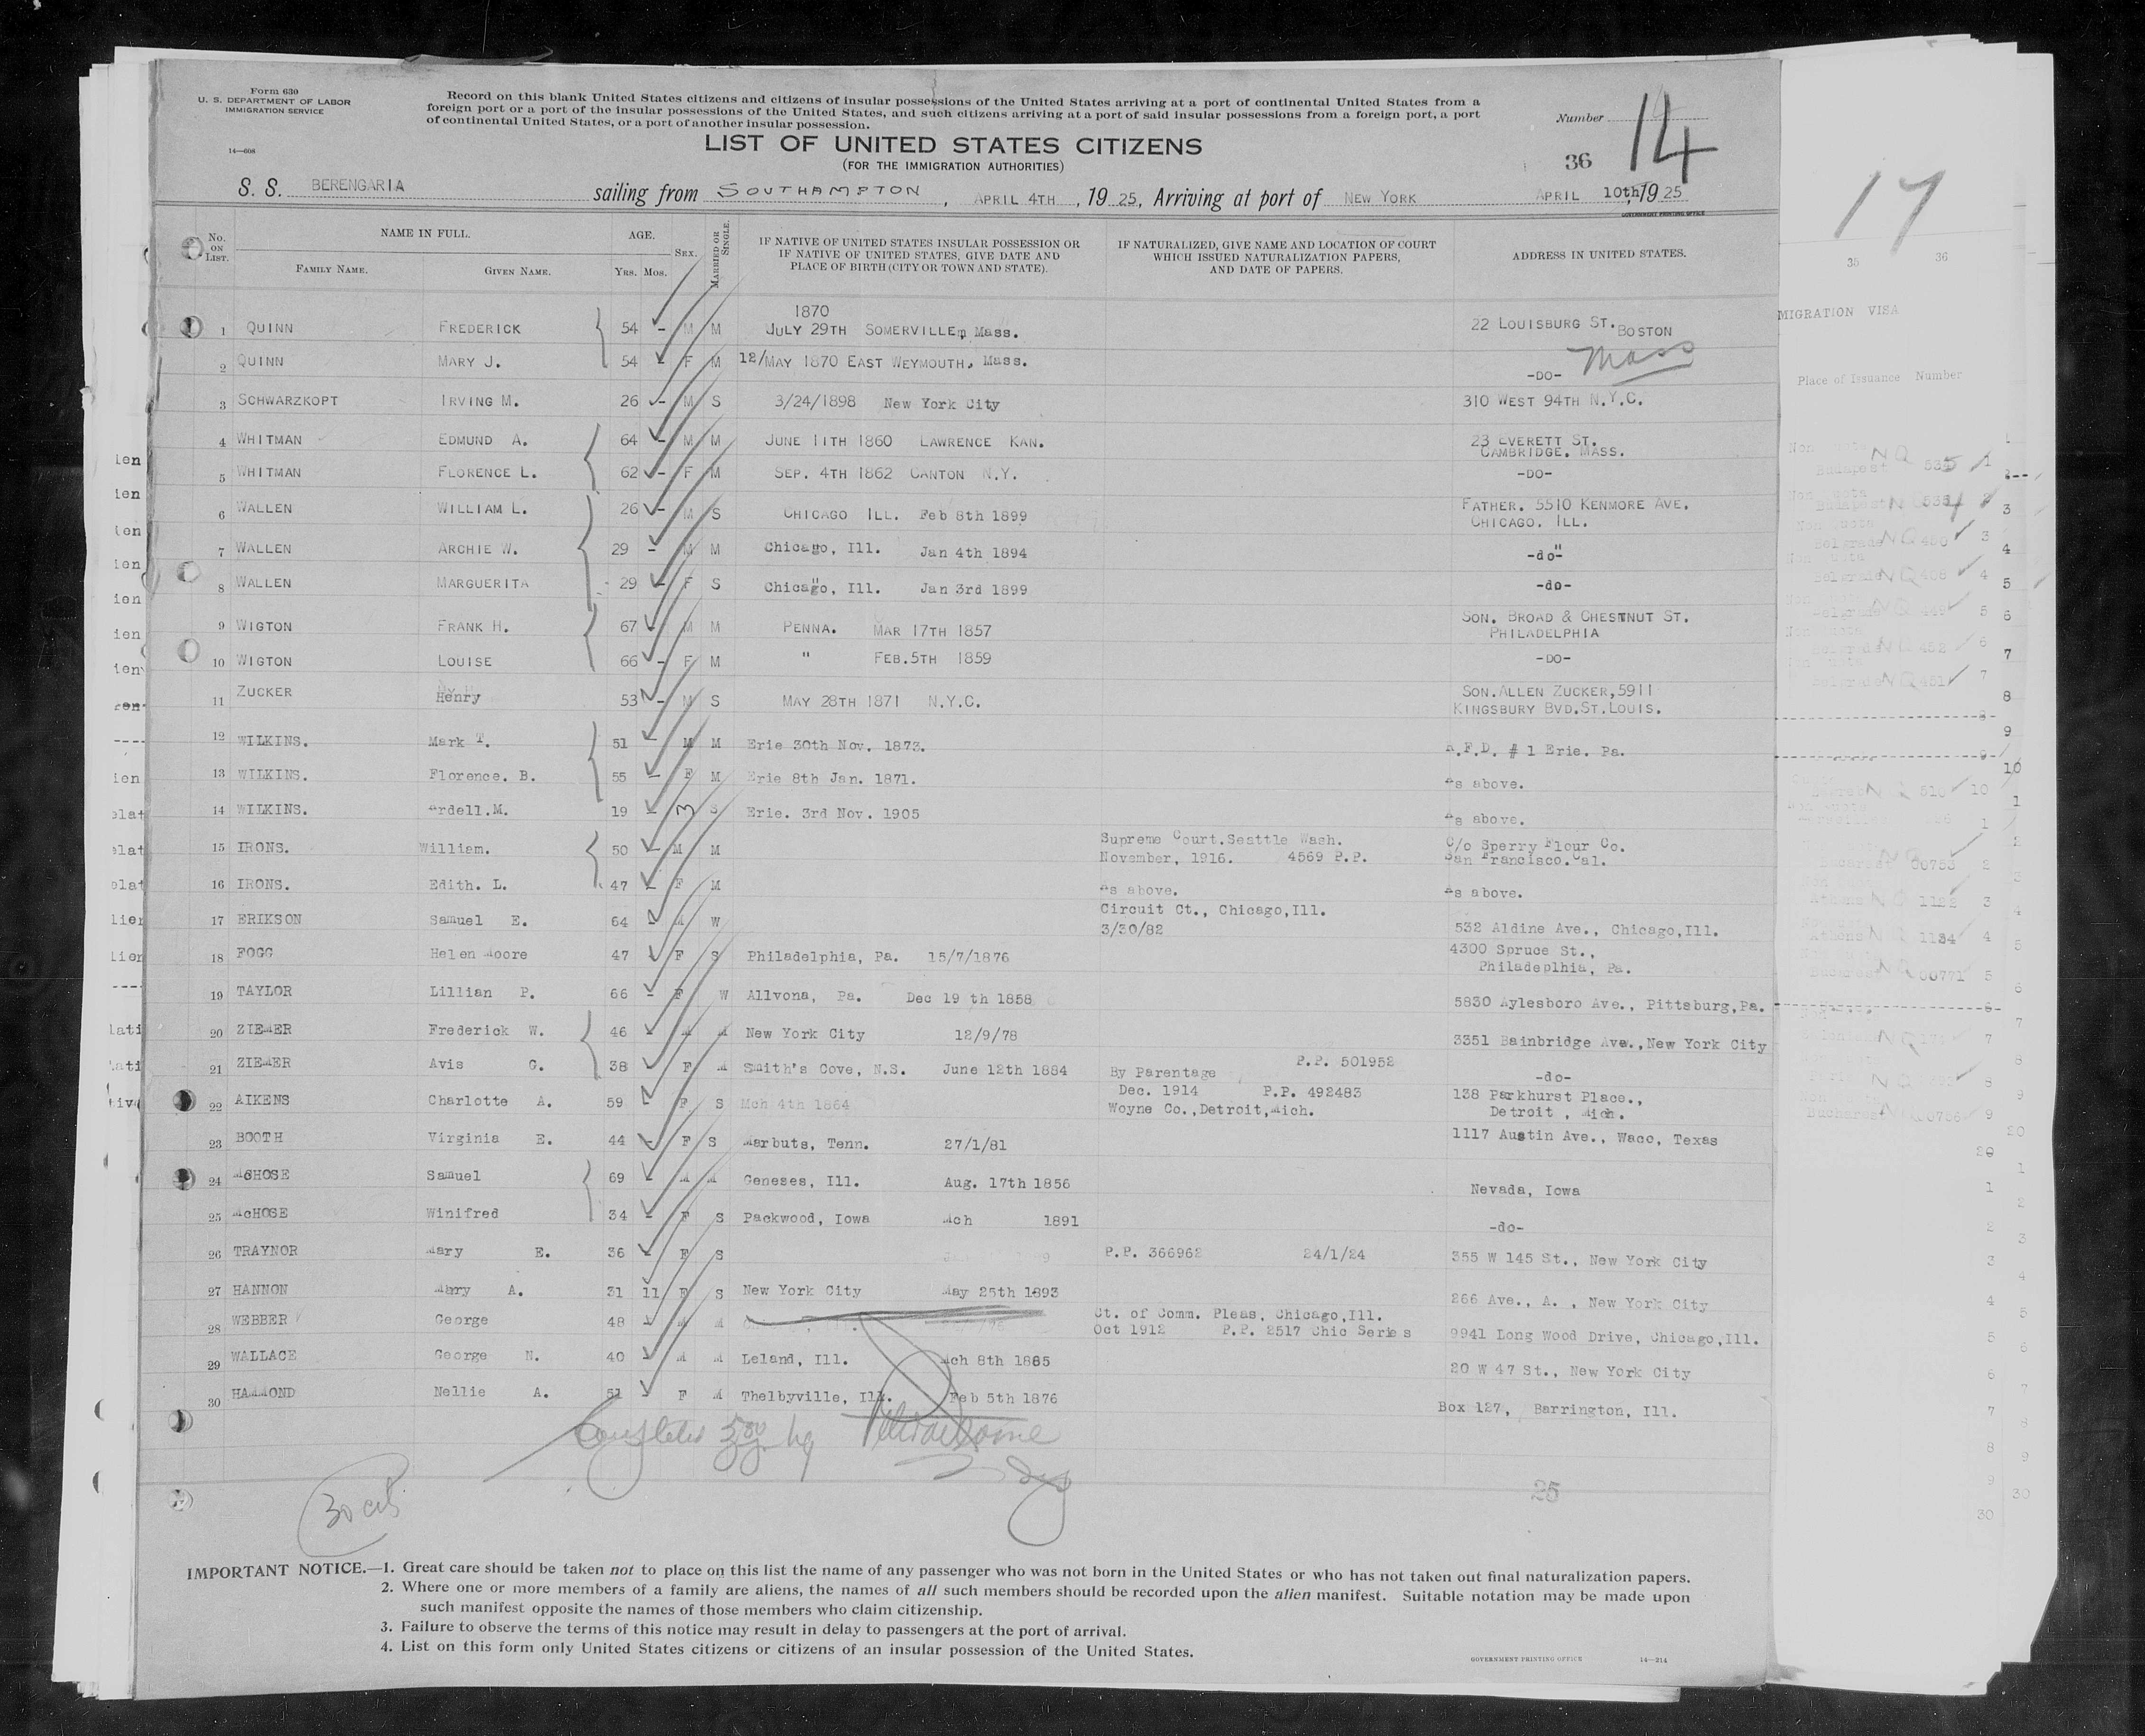 Form 630
U. S. DEPARTMENT OF LABOR
IMMIGRATION SERVICE
14—608
Record on this blank United States citizens and citizens of insular possessions of the United States arriving at a port of continental United States from a
foreign port or a port of the insular possessions of the United States, and such citizens arriving at a port of said insular possessions from a foreign port, a port
of continental United States, or a port of another insular possession.
Number 14
36
LIST OF UNITED STATES CITIZENS
(FOR THE IMMIGRATION AUTHORITIES)
S. S. BERENGARIA sailing from SOUTHAMPTON, APRIL 4TH, 1925, Arriving at port of NEW YORK APRIL 10th, 1925
GOVERNMENT PRINTING OFFICE
No. ON LIST. NAME IN FULL. FAMILY NAME. GIVEN NAME. AGE. YRS. MOS. SEX. MARRIED OR SINGLE. IF NATIVE OF UNITED STATES INSULAR POSSESSION OR IF NATIVE OF UNITED STATES, GIVE DATE AND PLACE OF BIRTH (CITY OR TOWN AND STATE). IF NATURALIZED, GIVE NAME AND LOCATION OF COURT WHICH ISSUED NATURALIZATION PAPERS, AND DATE OF PAPERS. ADDRESS IN UNITED STATES.
1870
1 QUINN FREDERICK 54 – M M JULY 29TH SOMERVILLE, Mass. 22 LOUISBURG ST. BOSTON
2 QUINN MARY J. 54 – F M 12/MAY 1870 EAST WEYMOUTH, Mass. -DO- Mass
3 SCHWARZKOPT IRVING M. 26 – M S 3/24/1898 New York City 310 WEST 94TH N.Y.C.
4 WHITMAN EDMUND A. 64 – M M JUNE 11TH 1860 LAWRENCE KAN. 23 EVERETT ST. CAMBRIDGE. MASS.
5 WHITMAN FLORENCE L. 62 – F M SEP. 4TH 1862 CANTON N.Y. -DO-
6 WALLEN WILLIAM L. 26 – M S CHICAGO ILL. Feb 8th 1899 FATHER. 5510 KENMORE AVE. CHICAGO. ILL.
7 WALLEN ARCHIE W. 29 – M M Chicago, Ill. Jan 4th 1894 -do-
8 WALLEN MARGUERITA 29 – F S Chicago, Ill. Jan 3rd 1899 -do-
9 WIGTON FRANK H. 67 – M M PENNA. MAR 17TH 1857 SON. BROAD & CHESTNUT ST. PHILADELPHIA
10 WIGTON LOUISE 66 – F M " FEB.5TH 1859 -DO-
11 ZUCKER Henry 53 – M S MAY 28TH 1871 N.Y.C. SON.ALLEN ZUCKER,5911 KINGSBURY BVD.ST.LOUIS.
12 WILKINS. Mark T. 51 – M M Erie 30th Nov. 1873. R.F.D. # 1 Erie. Pa.
13 WILKINS. Florence. B. 55 – F M Erie 8th Jan. 1871. As above.
14 WILKINS. Ardell.M. 19 – M S Erie. 3rd Nov. 1905 As above.
15 IRONS. William. 50 – M M Supreme Court.Seattle Wash. November, 1916. 4569 P.P. C/o Sperry Flour Co. San Francisco.Cal.
16 IRONS. Edith. L. 47 – F M As above. As above.
17 ERIKSON Samuel E. 64 – M W Circuit Ct., Chicago,Ill. 3/30/82 532 Aldine Ave., Chicago,Ill.
18 FOGG Helen Moore 47 F S Philadelphia, Pa. 15/7/1876 4300 Spruce St., Philadeplhia, Pa.
19 TAYLOR Lillian P. 66 – F W Allvona, Pa. Dec 19 th 1858 5830 Aylesboro Ave., Pittsburg,Pa.
20 ZIEMER Frederick W. 46 – M M New York City 12/9/78 3351 Bainbridge Ave.,New York City
21 ZIEMER Avis G. 38 F M Smith's Cove, N.S. June 12th 1884 By Parentage P.P. 501952 -do-
22 AIKENS Charlotte A. 59 F S Mch 4th 1864 Dec. 1914 P.P. 492483 Woyne Co.,Detroit,Mich. 138 Parkhurst Place., Detroit , Mich.
23 BOOTH Virginia E. 44 – F S Marbuts, Tenn. 27/1/81 1117 Austin Ave., Waco, Texas
24 McHOSE Samuel 69 M M Geneses, Ill. Aug. 17th 1856 Nevada, Iowa
25 McHOSE Winifred 34 – F S Packwood, Iowa Mch 1891 -do-
26 TRAYNOR Mary E. 36 – F S P.P. 366962 24/1/24 355 W 145 St., New York City
27 HANNON Mary A. 31 11 F S New York City May 25th 1893 266 Ave., A. , New York City
28 WEBBER George 48 – M M Ct. of Comm. Pleas, Chicago,Ill. Oct 1912 P.P. 2517 Chic Series 9941 Long Wood Drive, Chicago,Ill.
29 WALLACE George N. 40 – M M Leland, Ill. Mch 8th 1885 20 W 47 St., New York City
30 HAMMOND Nellie A. 51 – F M Thelbyville, Ill. Feb 5th 1876 Box 127, Barrington, Ill.
25
IMPORTANT NOTICE.—1. Great care should be taken not to place on this list the name of any passenger who was not born in the United States or who has not taken out final naturalization papers.
2. Where one or more members of a family are aliens, the names of all such members should be recorded upon the alien manifest. Suitable notation may be made upon
such manifest opposite the names of those members who claim citizenship.
3. Failure to observe the terms of this notice may result in delay to passengers at the port of arrival.
4. List on this form only United States citizens or citizens of an insular possession of the United States.
GOVERNMENT PRINTING OFFICE 14—214
17
35 36
MIGRATION VISA
Place of Issuance Number